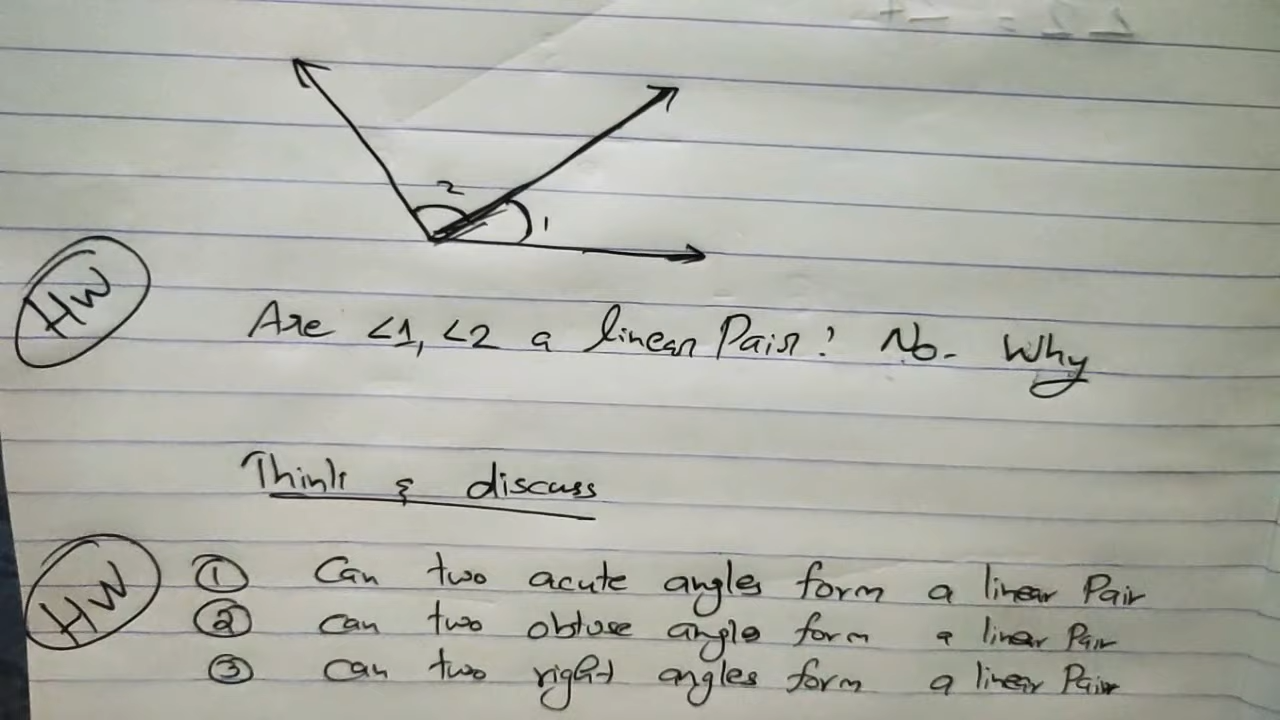 2
1
HW
Are <1, <2 a linear Pair? No. Why
Think & discuss
HW
① Can two acute angles form a linear Pair
② can two obtuse angle form a linear Pair
③ can two right angles form a linear Pair